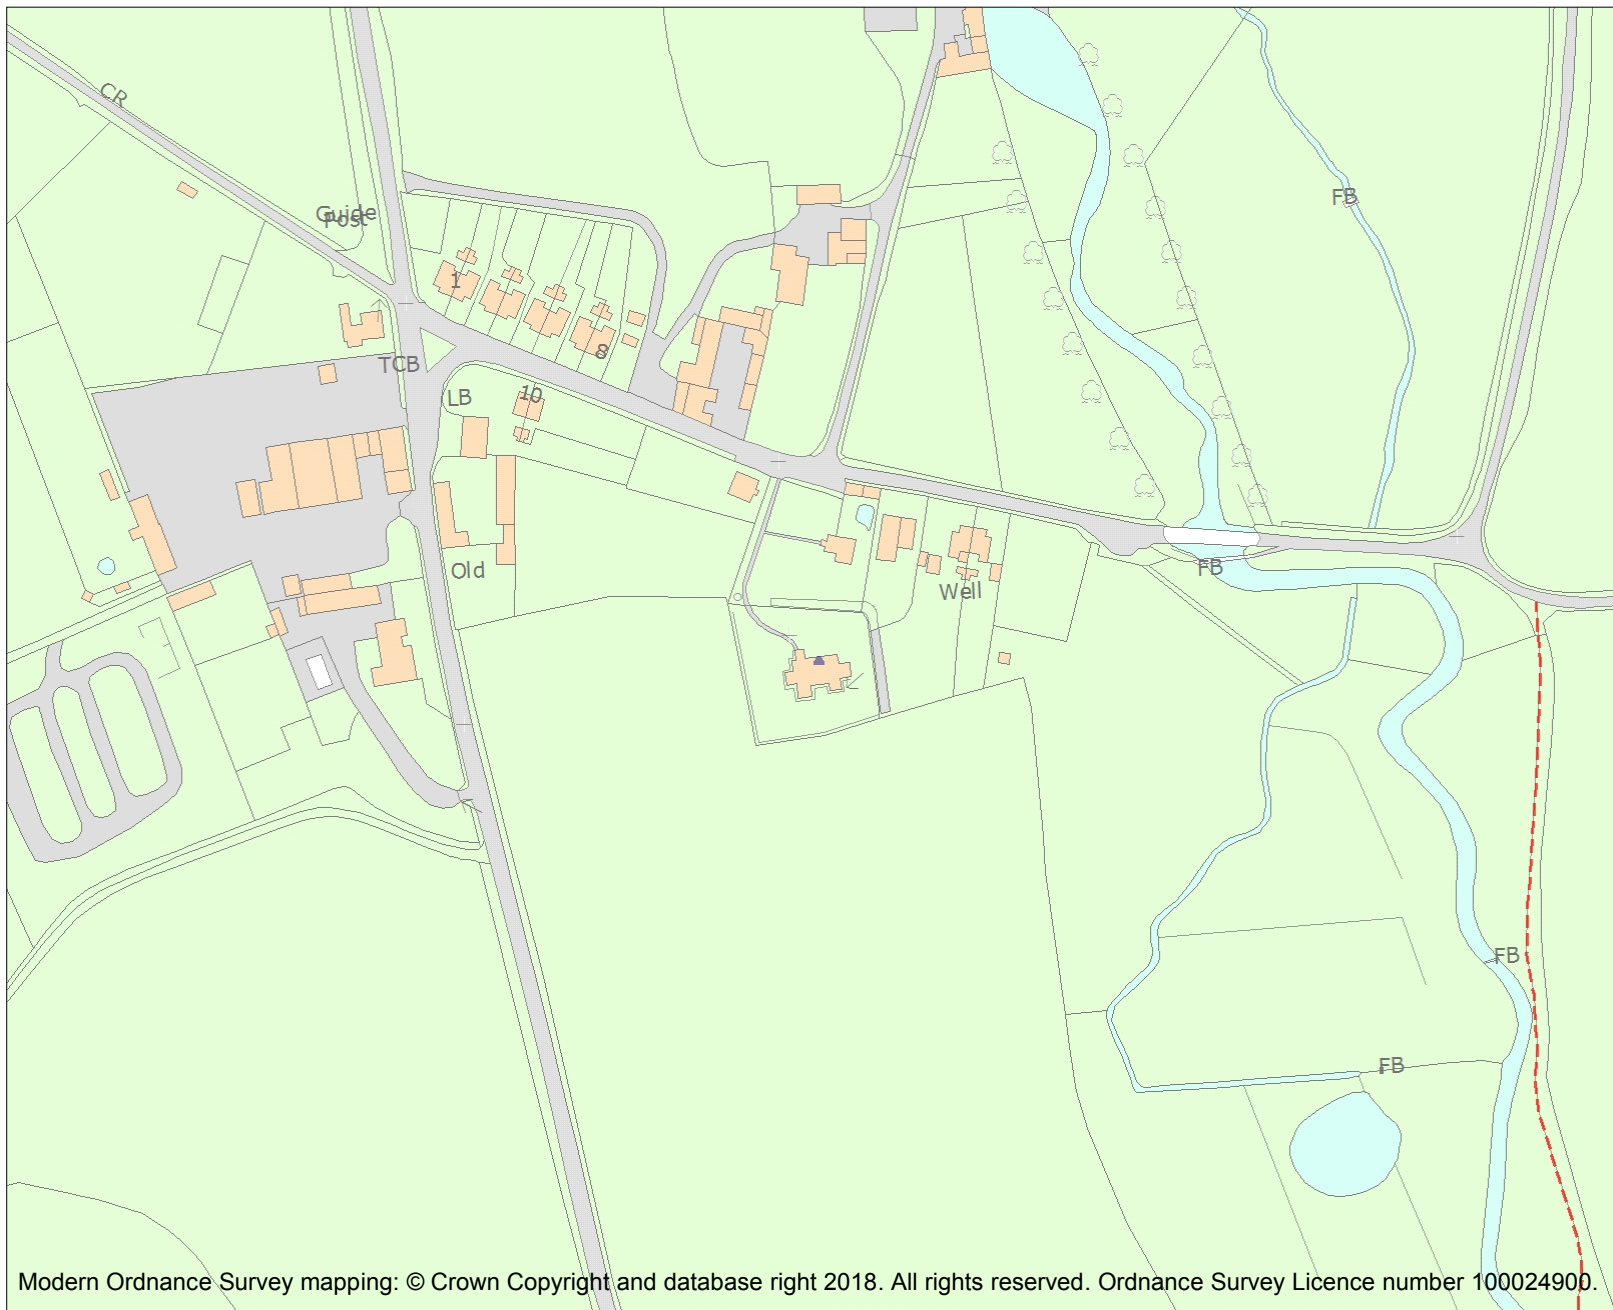 CR
FB
Guide
Post
1
8
TCB
LB
10
Old
Well
FB
FB
FB
Modern Ordnance Survey mapping: © Crown Copyright and database right 2018. All rights reserved. Ordnance Survey Licence number 100024900.